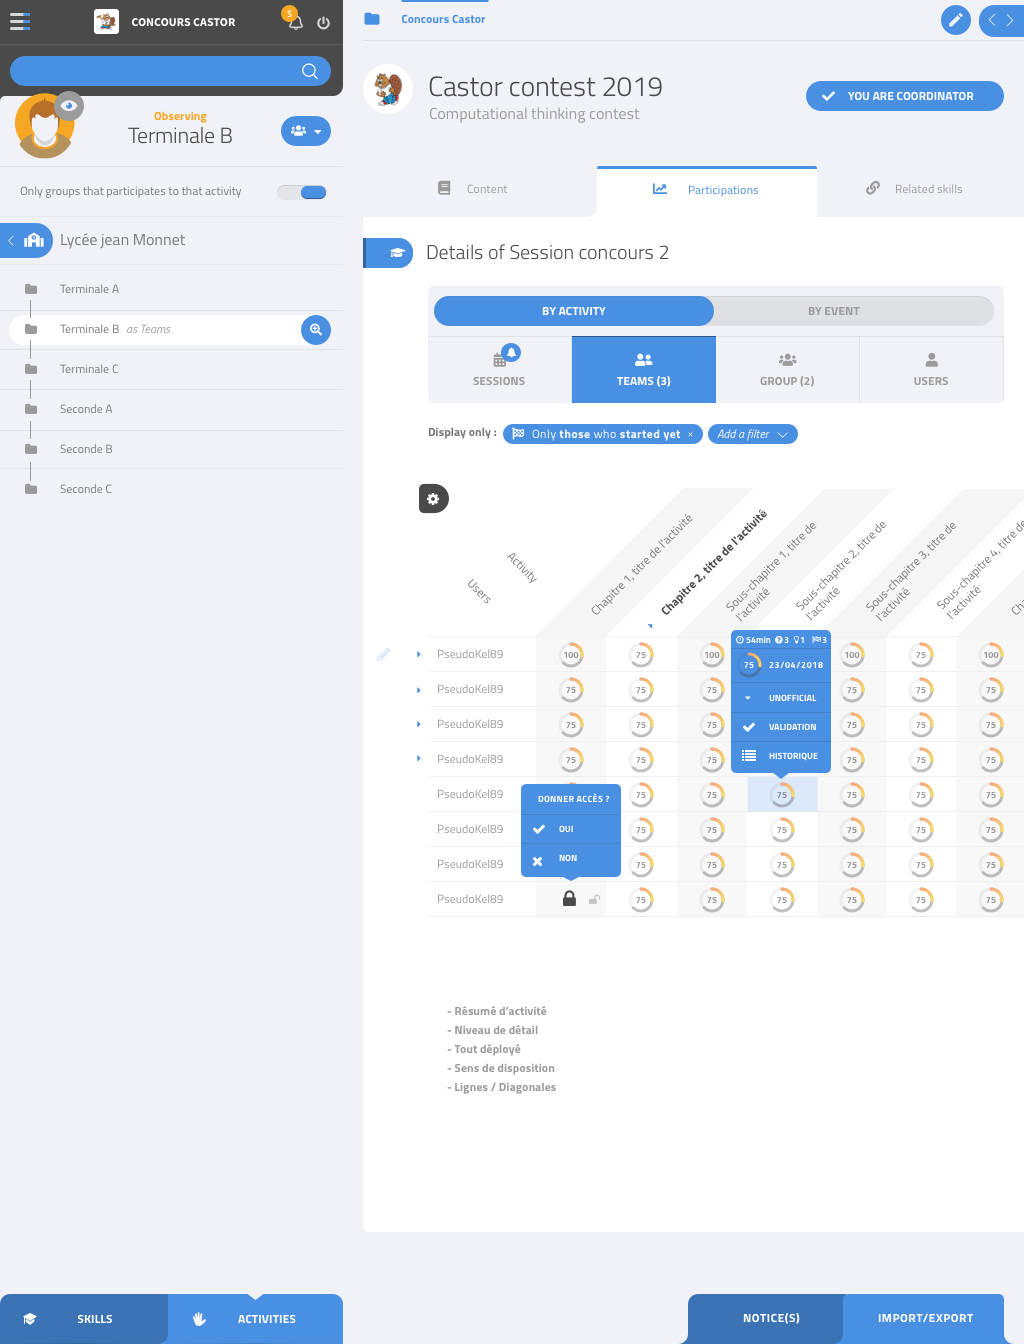 CONCOURS CASTOR
5
Observing
Terminale B
Only groups that participates to that activity
Lycée jean Monnet
Terminale A
Terminale B as Teams
Terminale C
Seconde A
Seconde B
Seconde C
SKILLS
ACTIVITIES
Concours Castor
Castor contest 2019
Computational thinking contest
YOU ARE COORDINATOR
Content
Participations
Related skills
Details of Session concours 2
BY ACTIVITY
BY EVENT
SESSIONS
TEAMS (3)
GROUP (2)
USERS
Display only :
Only those who started yet ×
Add a filter
Users
Activity
Chapitre 1, titre de l'activité
Chapitre 2, titre de l'activité
Sous-chapitre 1, titre de
l'activité
Sous-chapitre 2, titre de
l'activité
Sous-chapitre 3, titre de
l'activité
Sous-chapitre 4, titre de
l'activité
PseudoKel89 100 75 100 100 75 100
PseudoKel89 75 75 75 75 75 75
PseudoKel89 75 75 75 75 75 75
PseudoKel89 75 75 75 75 75 75
PseudoKel89 75 75 75 75 75 75
PseudoKel89 75 75 75 75 75 75
PseudoKel89 75 75 75 75 75 75
PseudoKel89 75 75 75 75 75 75
54min 3 1 3
75 23/04/2018
UNOFFICIAL
VALIDATION
HISTORIQUE
DONNER ACCÈS ?
OUI
NON
- Résumé d'activité
- Niveau de détail
- Tout déployé
- Sens de disposition
- Lignes / Diagonales
NOTICE(S)
IMPORT/EXPORT